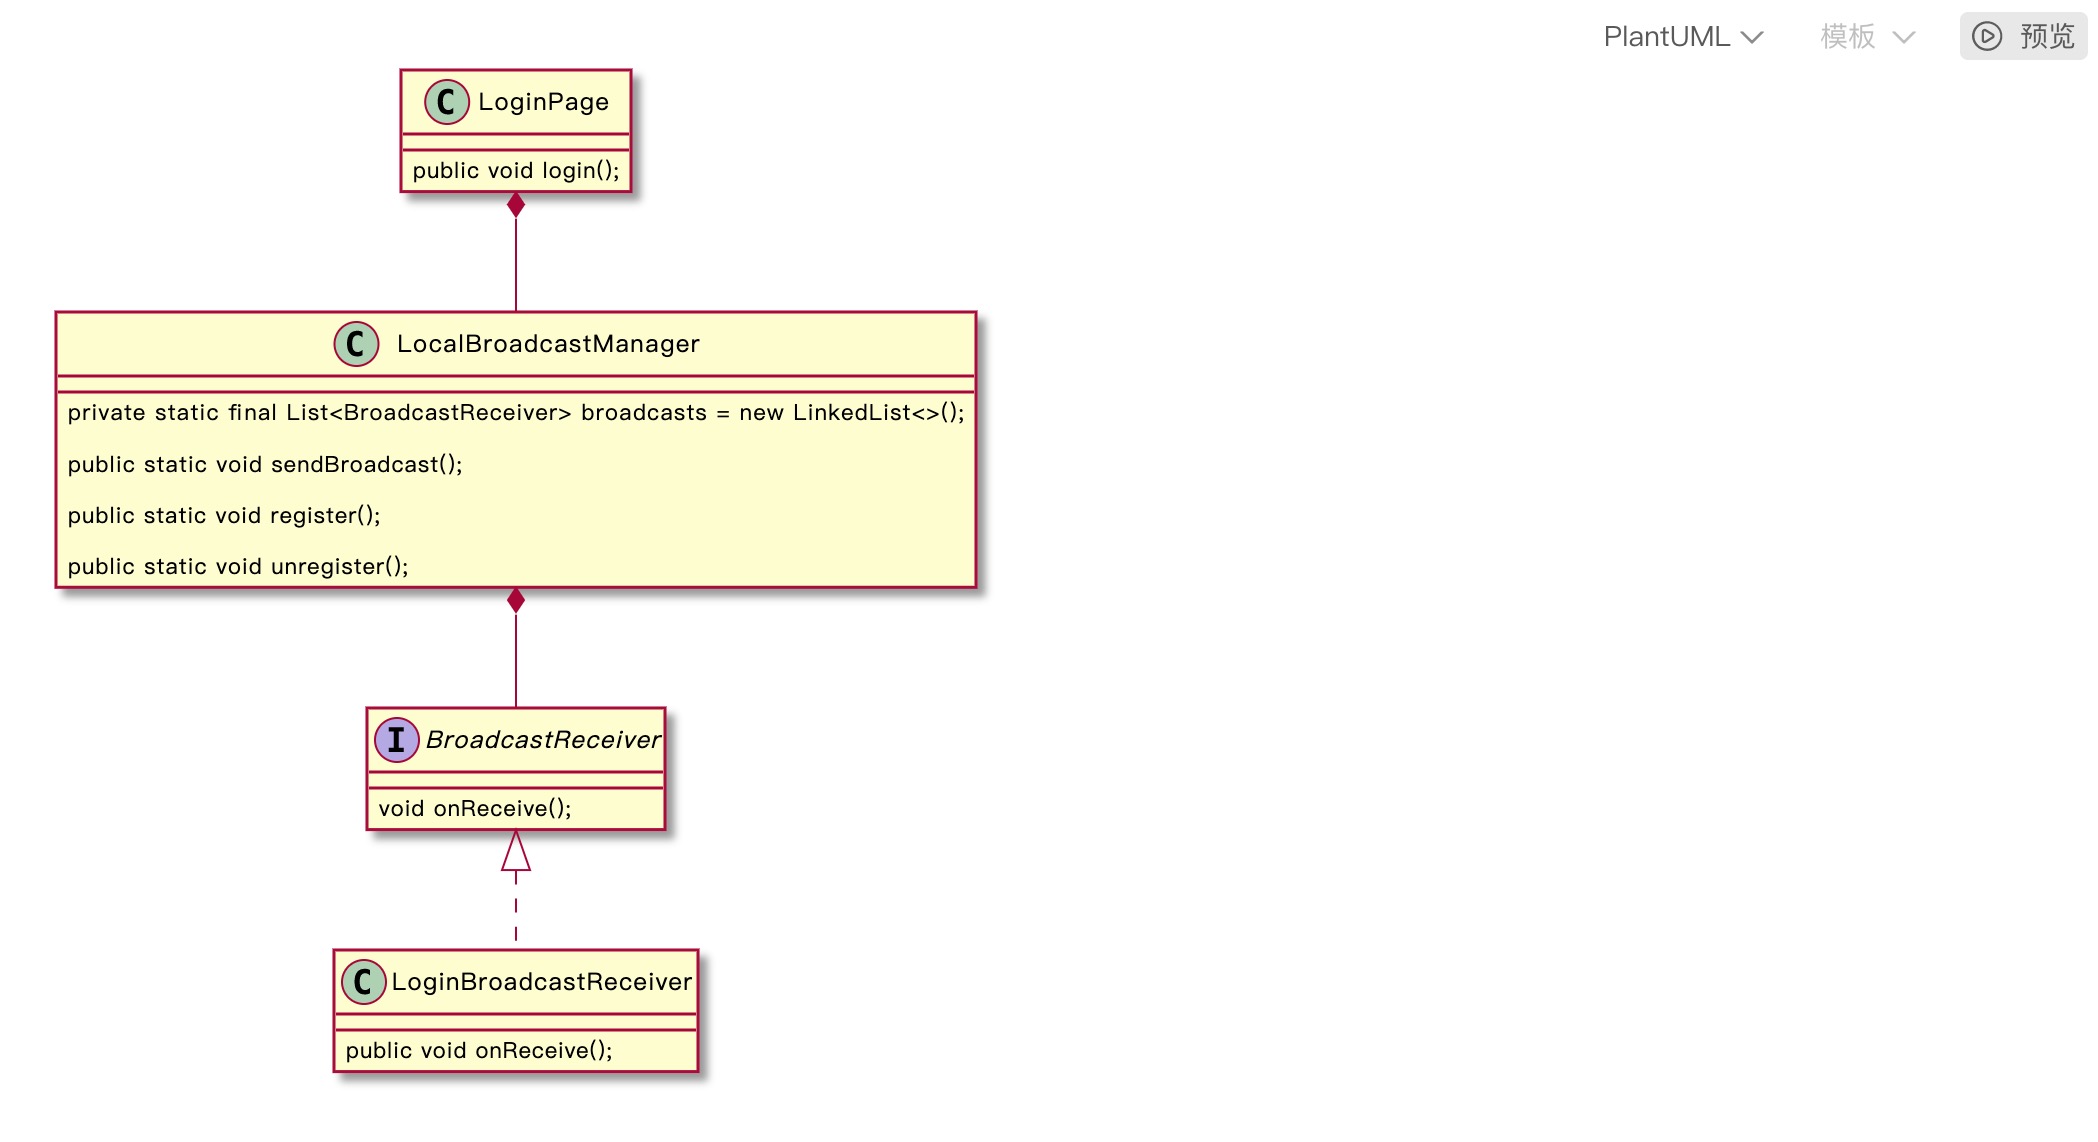 PlantUML 模板 预览
C LoginPage
public void login();
C LocalBroadcastManager
private static final List<BroadcastReceiver> broadcasts = new LinkedList<>();
public static void sendBroadcast();
public static void register();
public static void unregister();
I BroadcastReceiver
void onReceive();
C LoginBroadcastReceiver
public void onReceive();